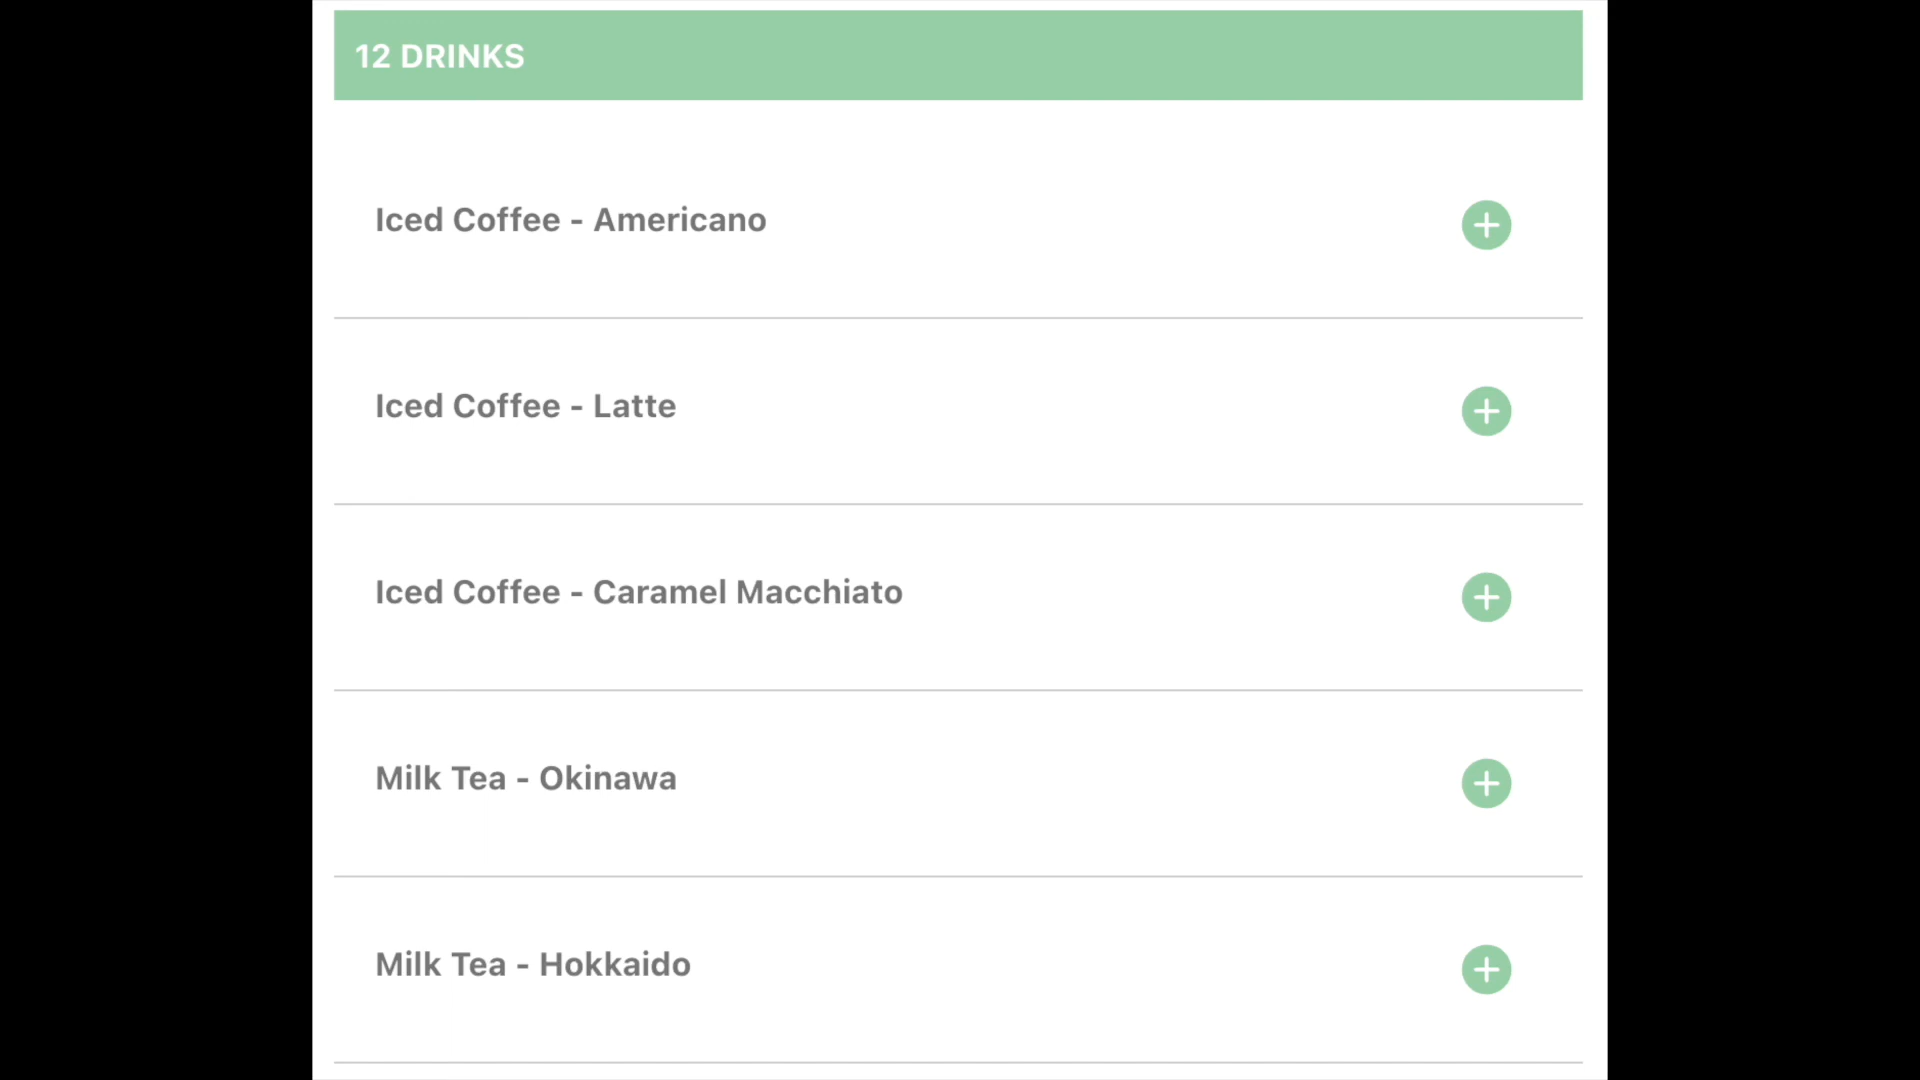 12 DRINKS
Iced Coffee - Americano
Iced Coffee - Latte
Iced Coffee - Caramel Macchiato
Milk Tea - Okinawa
Milk Tea - Hokkaido